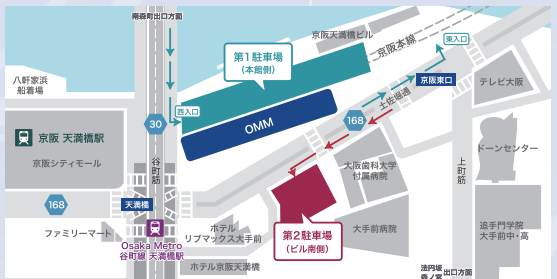 南森町出口方面
京阪天満橋ビル
京阪本線
東入口
第1駐車場
(本館側)
八軒家浜
船着場
京阪東口
テレビ大阪
西入口
土佐堀通
30
168
OMM
京阪 天満橋駅
京阪シティモール
谷町筋
大阪歯科大学
付属病院
上町筋
ドーンセンター
168
天満橋
ファミリーマート
Osaka Metro
谷町線 天満橋駅
ホテル
リブマックス大手前
第2駐車場
(ビル南側)
大手前病院
追手門学院
大手前中・高
ホテル京阪天満橋
法円坂
森ノ宮
出口方面